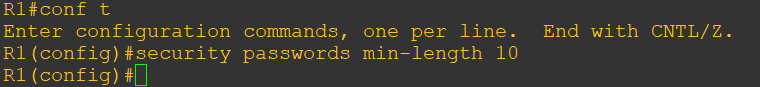 R1#conf t
Enter configuration commands, one per line.  End with CNTL/Z.
R1(config)#security passwords min-length 10
R1(config)#